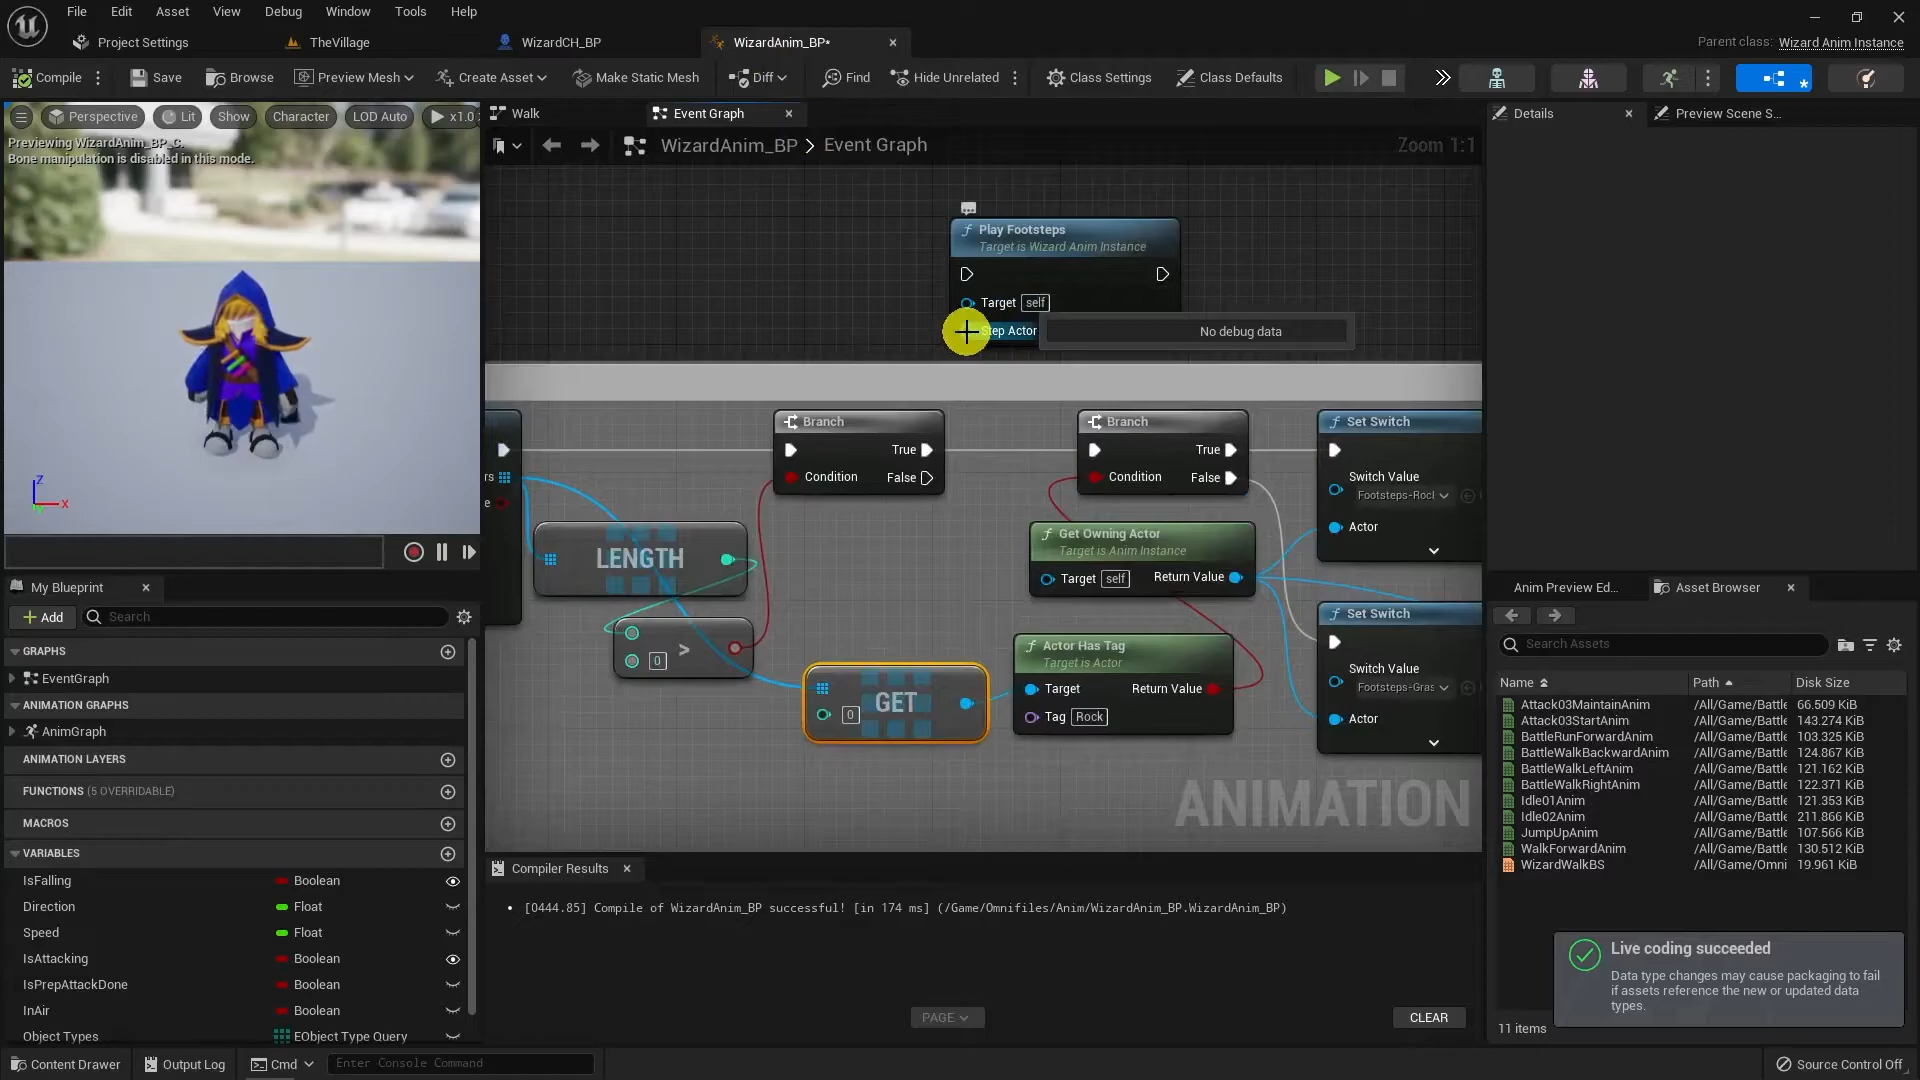 File Edit Asset View Debug Window Tools Help
Project Settings TheVillage WizardCH_BP WizardAnim_BP* Parent class: Wizard Anim Instance
Compile Save Browse Preview Mesh Create Asset Make Static Mesh Diff Find Hide Unrelated Class Settings Class Defaults
Perspective Lit Show Character LOD Auto x1.0
Previewing WizardAnim_BP_C.
Bone manipulation is disabled in this mode.
Z
X
Walk Event Graph
WizardAnim_BP > Event Graph Zoom 1:1
Play Footsteps
Target is Wizard Anim Instance
Target self
Step Actor No debug data
Branch
True
Condition False
Branch
True
Condition False
Set Switch
Switch Value
Footsteps-Rocl
Actor
rs
e
LENGTH
0 >
0 GET
Get Owning Actor
Target is Anim Instance
Target self Return Value
Actor Has Tag
Target is Actor
Target Return Value
Tag Rock
Set Switch
Switch Value
Footsteps-Gras
Actor
ANIMATION
Details Preview Scene S...
My Blueprint
Add Search
GRAPHS
EventGraph
ANIMATION GRAPHS
AnimGraph
ANIMATION LAYERS
FUNCTIONS (5 OVERRIDABLE)
MACROS
VARIABLES
IsFalling Boolean
Direction Float
Speed Float
IsAttacking Boolean
IsPrepAttackDone Boolean
InAir Boolean
Object Types EObject Type Query
Compiler Results
[0444.85] Compile of WizardAnim_BP successful! [in 174 ms] (/Game/Omnifiles/Anim/WizardAnim_BP.WizardAnim_BP)
PAGE CLEAR
Anim Preview Ed... Asset Browser
Search Assets
Name Path Disk Size
Attack03MaintainAnim /All/Game/Battle 66.509 KiB
Attack03StartAnim /All/Game/Battle 143.274 KiB
BattleRunForwardAnim /All/Game/Battle 103.325 KiB
BattleWalkBackwardAnim /All/Game/Battle 124.867 KiB
BattleWalkLeftAnim /All/Game/Battle 121.162 KiB
BattleWalkRightAnim /All/Game/Battle 122.371 KiB
Idle01Anim /All/Game/Battle 121.353 KiB
Idle02Anim /All/Game/Battle 211.866 KiB
JumpUpAnim /All/Game/Battle 107.566 KiB
WalkForwardAnim /All/Game/Battle 130.512 KiB
WizardWalkBS /All/Game/Omni 19.961 KiB
Live coding succeeded
Data type changes may cause packaging to fail
if assets reference the new or updated data
types.
11 items
Content Drawer Output Log Cmd Enter Console Command Source Control Off